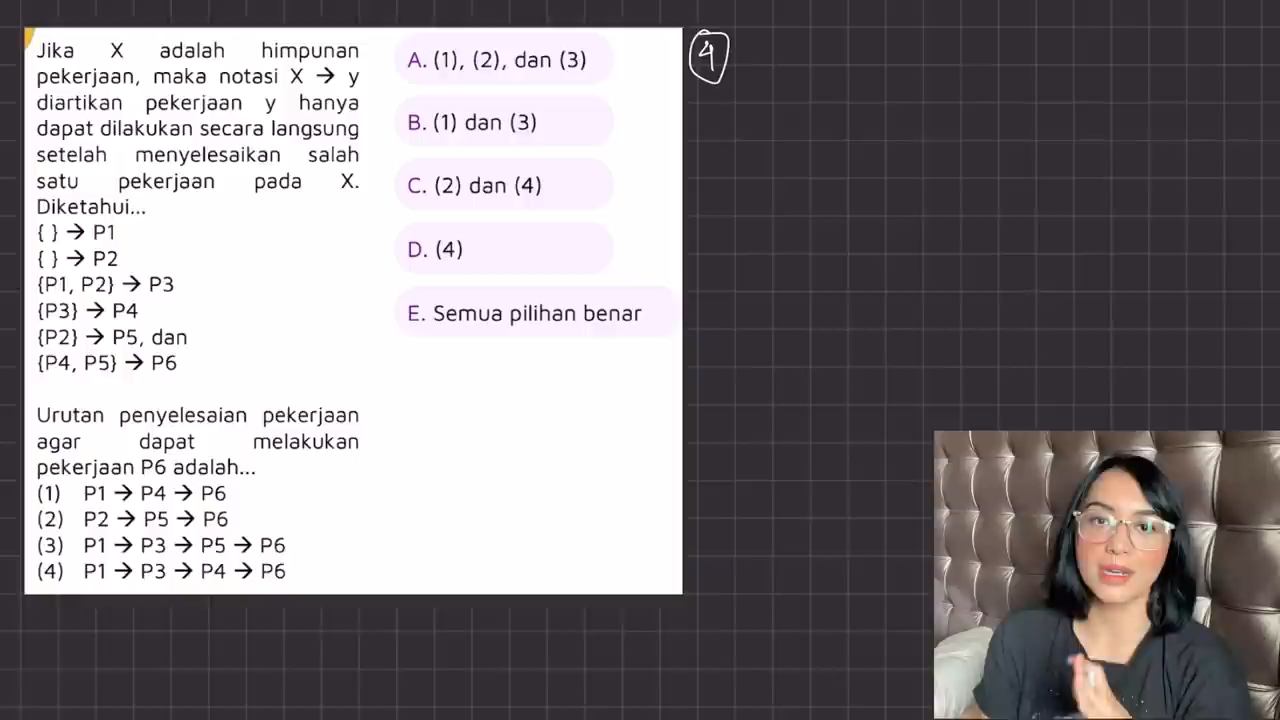 Jika X adalah himpunan
pekerjaan, maka notasi X → y
diartikan pekerjaan y hanya
dapat dilakukan secara langsung
setelah menyelesaikan salah
satu pekerjaan pada X.
Diketahui...
{ } → P1
{ } → P2
{P1, P2} → P3
{P3} → P4
{P2} → P5, dan
{P4, P5} → P6
Urutan penyelesaian pekerjaan
agar dapat melakukan
pekerjaan P6 adalah...
(1) P1 → P4 → P6
(2) P2 → P5 → P6
(3) P1 → P3 → P5 → P6
(4) P1 → P3 → P4 → P6
A. (1), (2), dan (3)
B. (1) dan (3)
C. (2) dan (4)
D. (4)
E. Semua pilihan benar
4